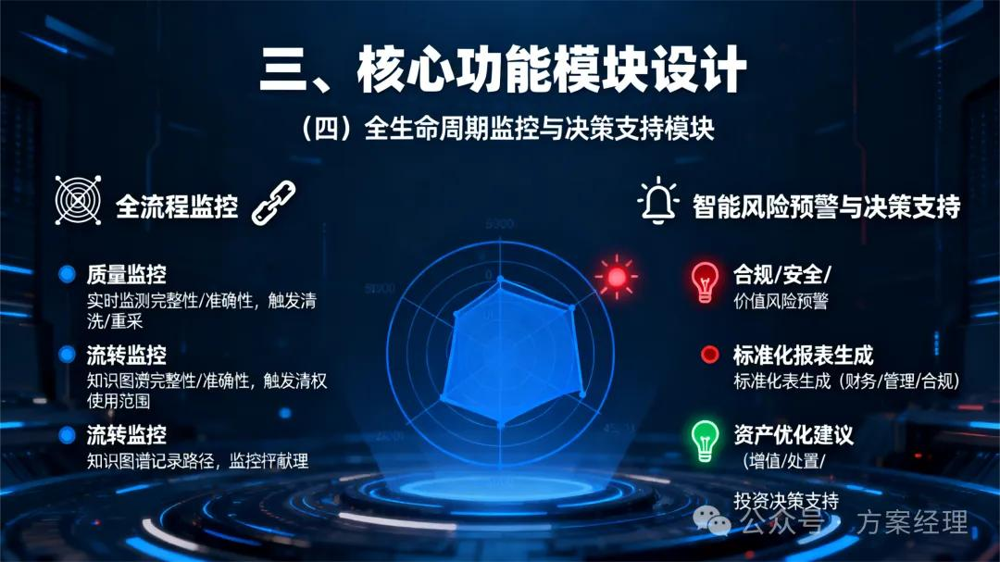 三、核心功能模块设计
（四）全生命周期监控与决策支持模块
全流程监控
质量监控
实时监测完整性/准确性，触发清
洗/重采
流转监控
知识图谱完整性/准确性，触发清权
使用范围
流转监控
知识图谱记录路径，监控抨献理
智能风险预警与决策支持
合规/安全/
价值风险预警
标准化报表生成
标准化表生成（财务/管理/合规）
资产优化建议
（增值/处置/
投资决策支持
公众号 · 方案经理